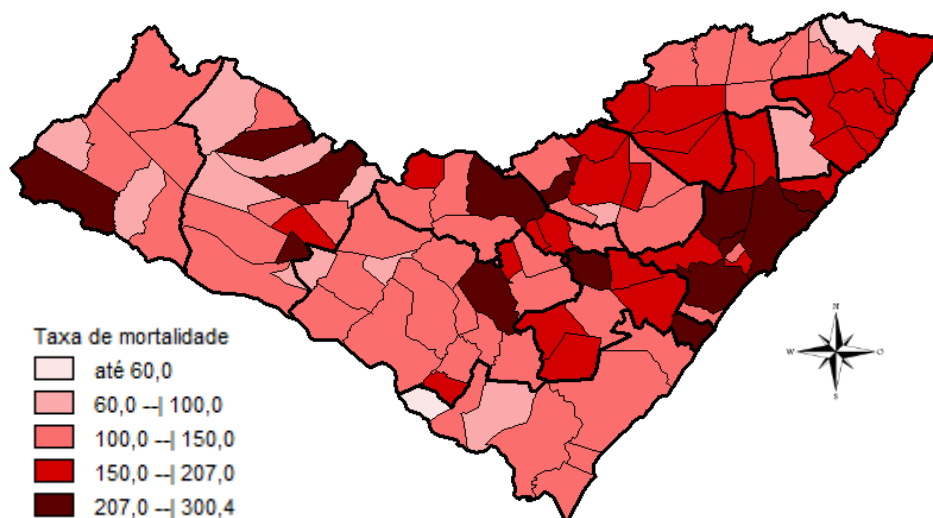 Taxa de mortalidade
até 60,0
60,0 --| 100,0
100,0 --| 150,0
150,0 --| 207,0
207,0 --| 300,4
N
W
O
S